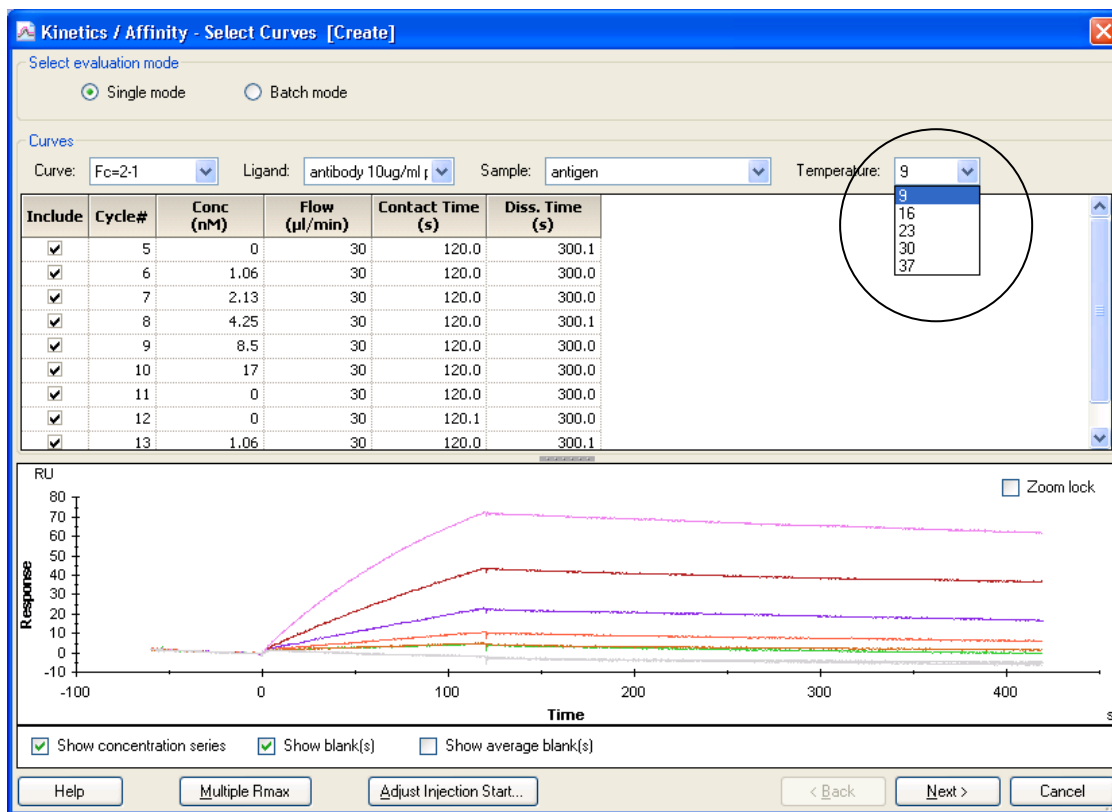 Kinetics / Affinity - Select Curves [Create]
Select evaluation mode
Single mode Batch mode
Curves
Curve: Fc=2-1 Ligand: antibody 10ug/ml Sample: antigen Temperature: 9
9
16
23
30
37
Include Cycle# Conc (nM) Flow (µl/min) Contact Time (s) Diss. Time (s)
5 0 30 120.0 300.1
6 1.06 30 120.0 300.0
7 2.13 30 120.0 300.0
8 4.25 30 120.0 300.1
9 8.5 30 120.0 300.0
10 17 30 120.0 300.0
11 0 30 120.0 300.0
12 0 30 120.1 300.0
13 1.06 30 120.0 300.1
RU
Zoom lock
80
70
60
50
40
30
20
10
0
-10
Response
-100 0 100 200 300 400
Time s
Show concentration series Show blank(s) Show average blank(s)
Help Multiple Rmax Adjust Injection Start... < Back Next > Cancel